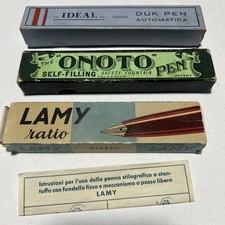 "IDEAL" DUK PEN
AUTOMATICA
THE "ONOTO" PEN
SELF-FILLING SAFETY FOUNTAIN
LAMY
ratio
Istruzioni per l'uso della penna stilografica a stan-
tuffo con fondello fisso e meccanismo a passo libero
LAMY